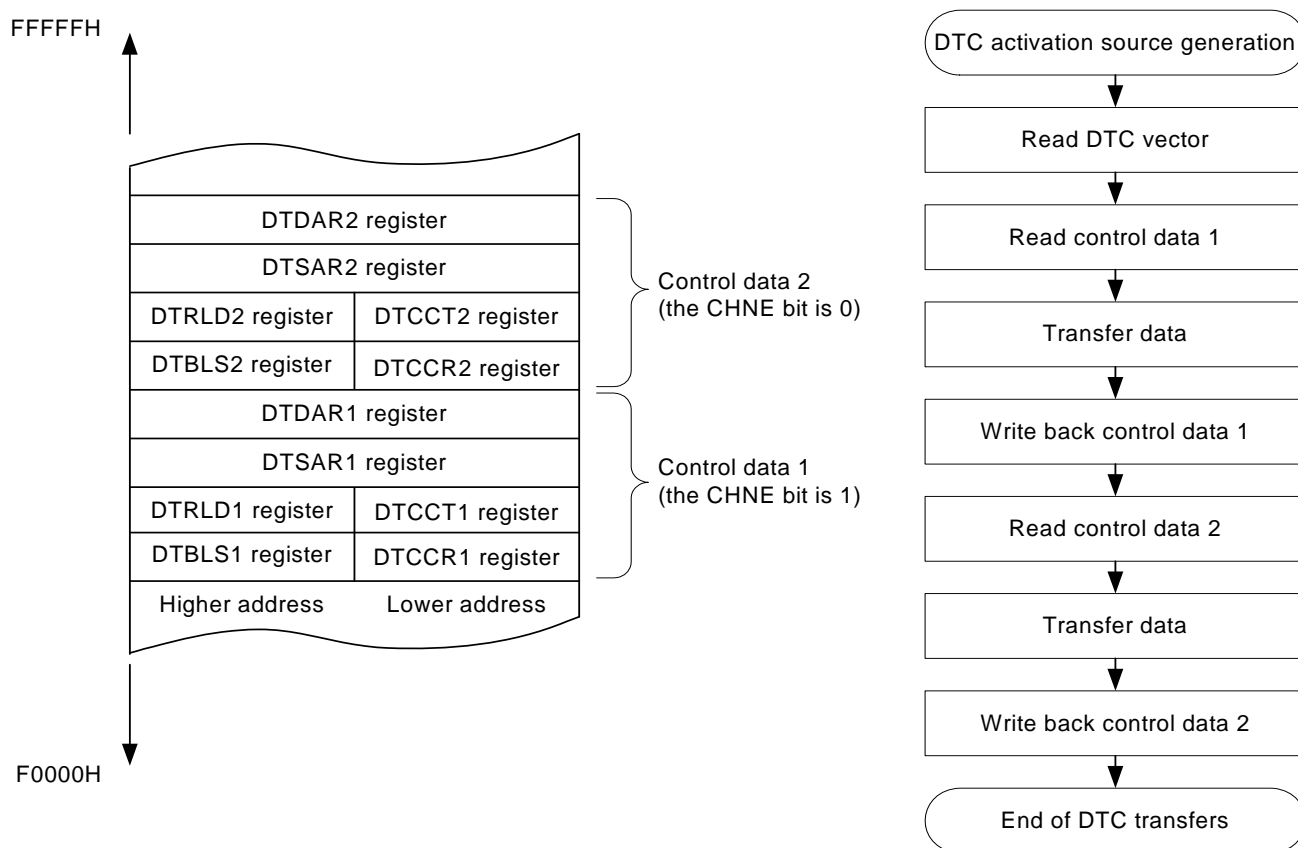 FFFFFH
DTDAR2 register
DTSAR2 register
DTRLD2 register DTCCT2 register
DTBLS2 register DTCCR2 register
DTDAR1 register
DTSAR1 register
DTRLD1 register DTCCT1 register
DTBLS1 register DTCCR1 register
Higher address Lower address
F0000H
Control data 2
(the CHNE bit is 0)
Control data 1
(the CHNE bit is 1)
DTC activation source generation
Read DTC vector
Read control data 1
Transfer data
Write back control data 1
Read control data 2
Transfer data
Write back control data 2
End of DTC transfers